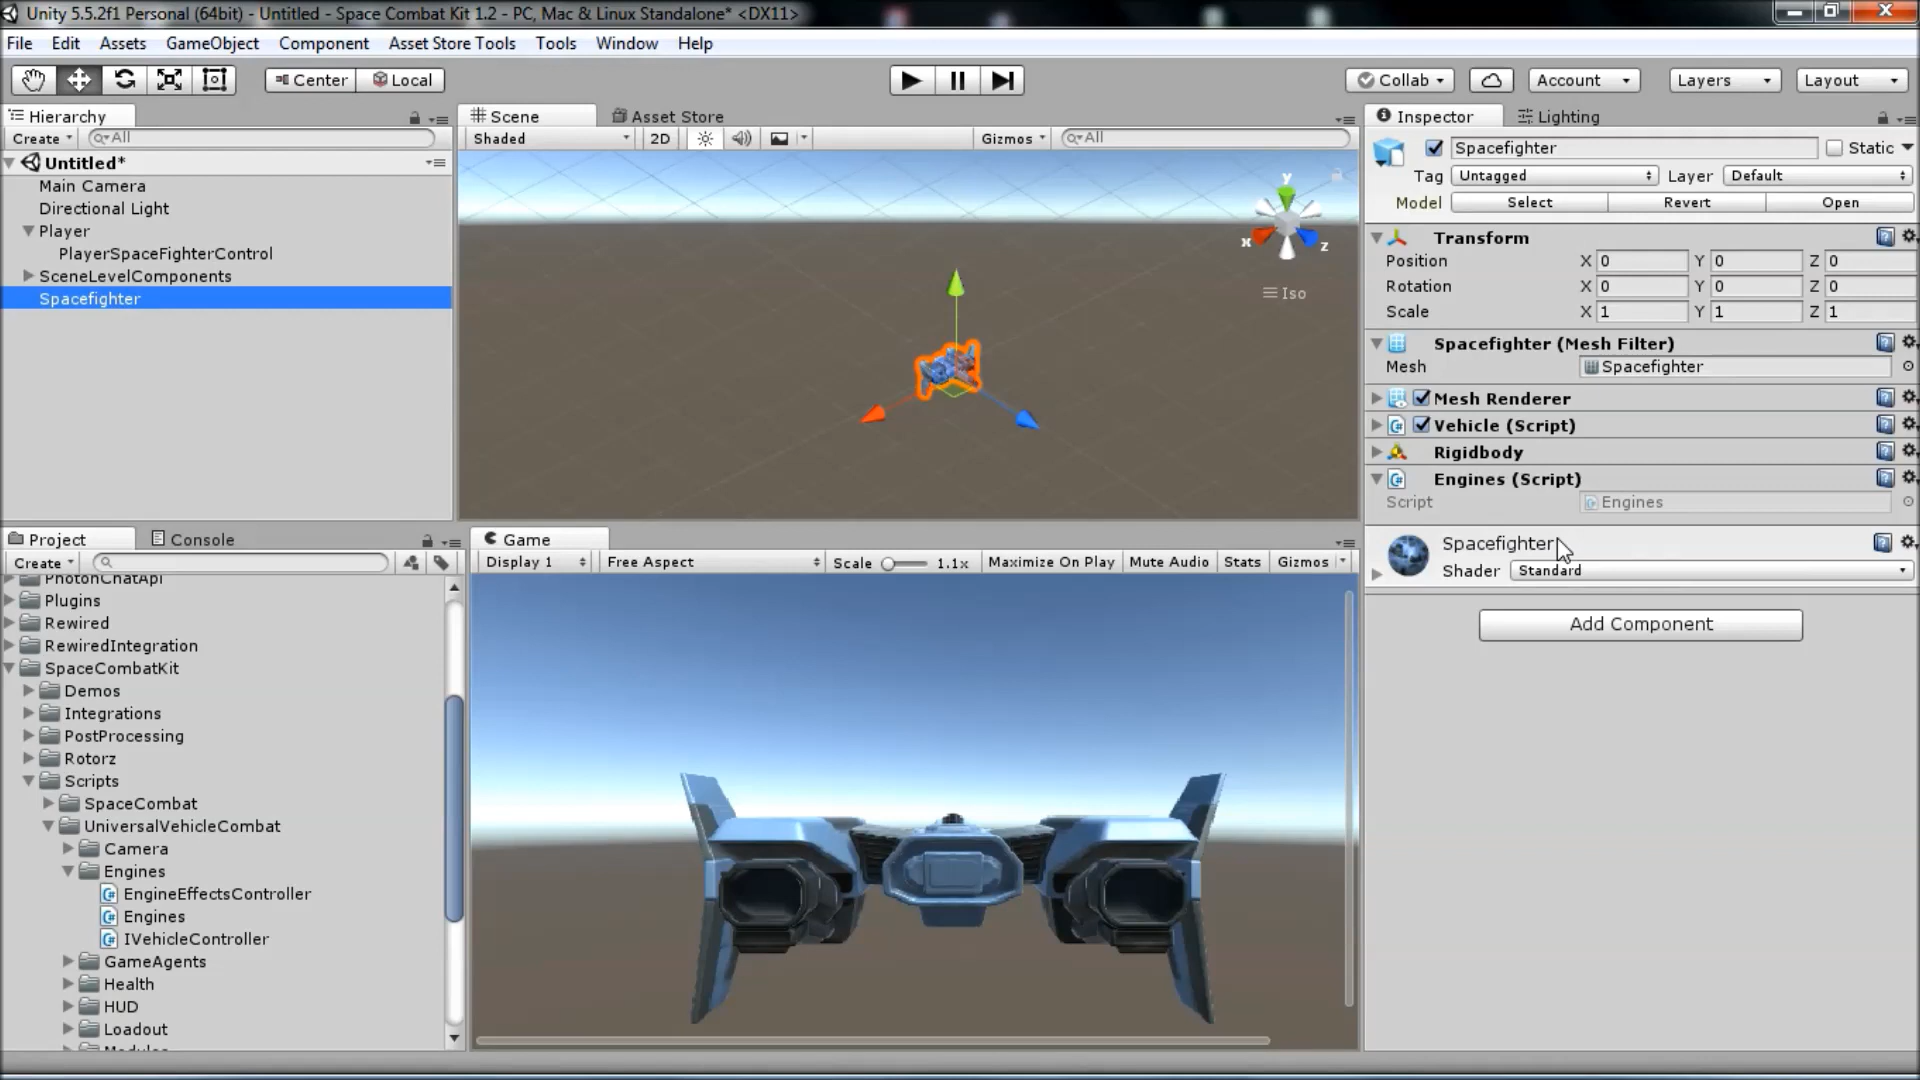 Unity 5.5.2f1 Personal (64bit) - Untitled - Space Combat Kit 1.2 - PC, Mac & Linux Standalone* <DX11>
File Edit Assets GameObject Component Asset Store Tools Tools Window Help
Center Local Collab Account Layers Layout
Hierarchy
Create All
Untitled*
Main Camera
Directional Light
Player
PlayerSpaceFighterControl
SceneLevelComponents
Spacefighter
Scene Asset Store
Shaded 2D Gizmos All
y
x
z
Iso
Inspector Lighting
Spacefighter Static
Tag Untagged Layer Default
Model Select Revert Open
Transform
Position X 0 Y 0 Z 0
Rotation X 0 Y 0 Z 0
Scale X 1 Y 1 Z 1
Spacefighter (Mesh Filter)
Mesh Spacefighter
Mesh Renderer
Vehicle (Script)
Rigidbody
Engines (Script)
Script Engines
Spacefighter
Shader Standard
Add Component
Project Console
Create
PhotonChatApi
Plugins
Rewired
RewiredIntegration
SpaceCombatKit
Demos
Integrations
PostProcessing
Rotorz
Scripts
SpaceCombat
UniversalVehicleCombat
Camera
Engines
EngineEffectsController
Engines
IVehicleController
GameAgents
Health
HUD
Loadout
Game
Display 1 Free Aspect Scale 1.1x Maximize On Play Mute Audio Stats Gizmos